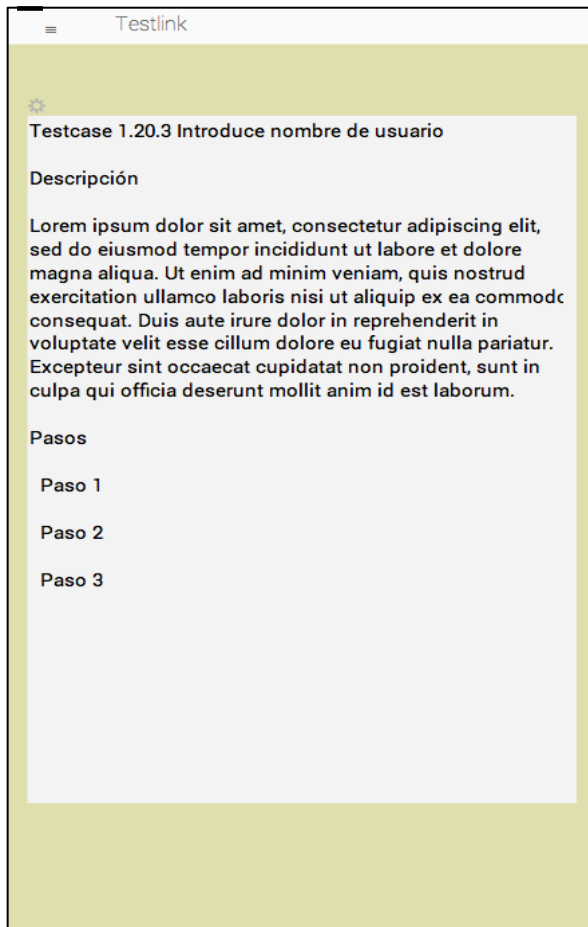 Testlink
Testcase 1.20.3 Introduce nombre de usuario
Descripción
Lorem ipsum dolor sit amet, consectetur adipiscing elit,
sed do eiusmod tempor incididunt ut labore et dolore
magna aliqua. Ut enim ad minim veniam, quis nostrud
exercitation ullamco laboris nisi ut aliquip ex ea commodo
consequat. Duis aute irure dolor in reprehenderit in
voluptate velit esse cillum dolore eu fugiat nulla pariatur.
Excepteur sint occaecat cupidatat non proident, sunt in
culpa qui officia deserunt mollit anim id est laborum.
Pasos
Paso 1
Paso 2
Paso 3